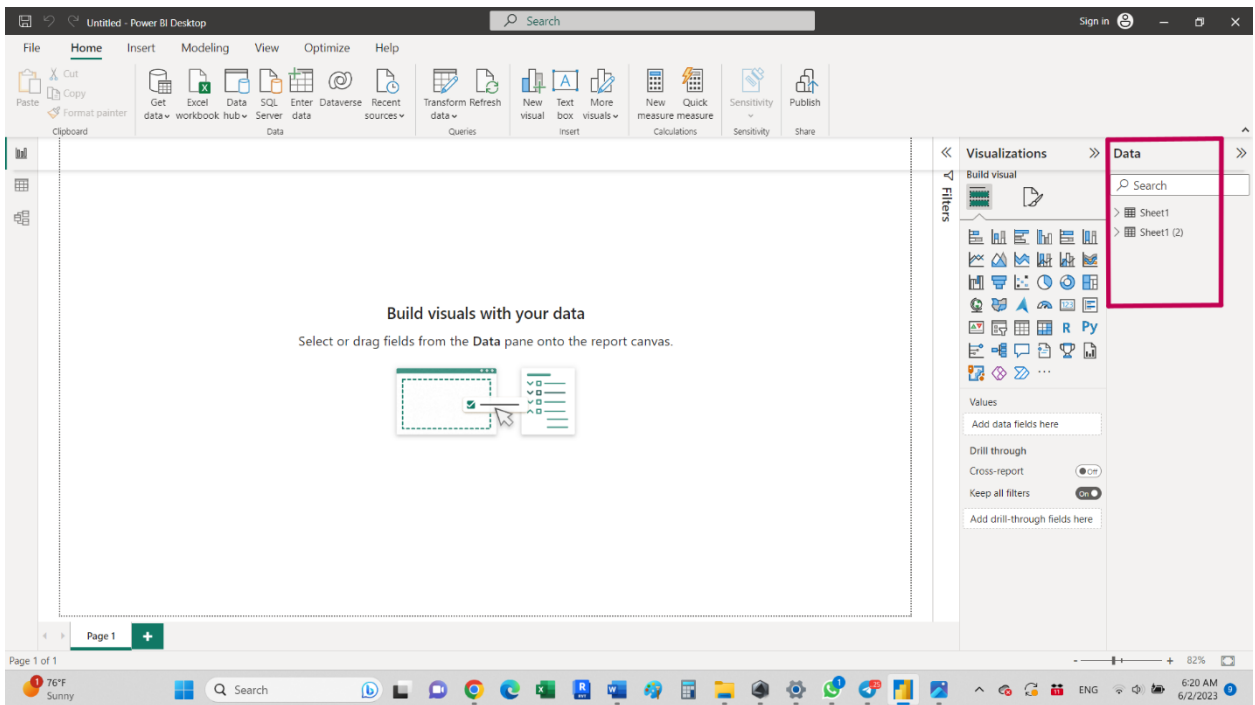 Untitled - Power BI Desktop
Search
Sign in
File Home Insert Modeling View Optimize Help
Paste
Cut
Copy
Format painter
Clipboard
Get data
Excel workbook
Data hub
SQL Server
Enter data
Dataverse
Recent sources
Data
Transform data
Refresh
Queries
New visual
Text box
More visuals
Insert
New measure
Quick measure
Calculations
Sensitivity
Sensitivity
Publish
Share
Filters
Visualizations
Build visual
123
R Py
Values
Add data fields here
Drill through
Cross-report
Off
Keep all filters
On
Add drill-through fields here
Data
Search
Sheet1
Sheet1 (2)
Build visuals with your data
Select or drag fields from the Data pane onto the report canvas.
Page 1
Page 1 of 1
82%
1
76°F
Sunny
Search
ENG
6:20 AM
6/2/2023
9